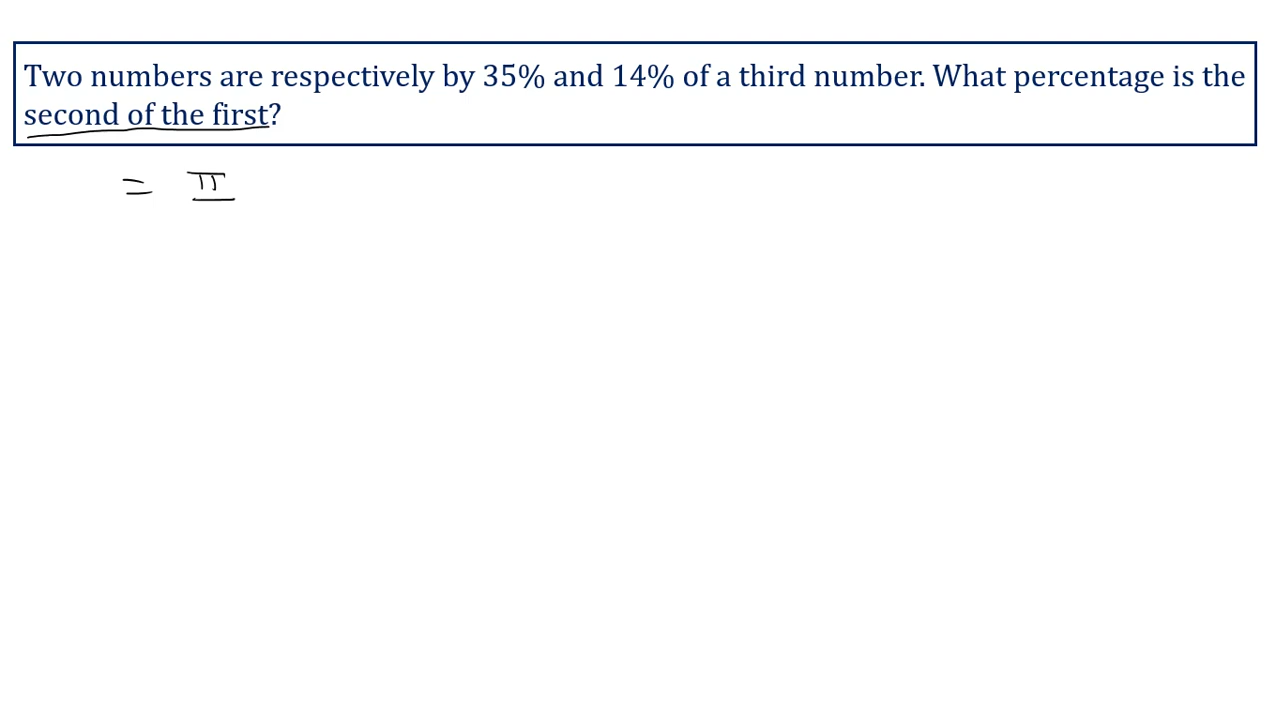 Two numbers are respectively by 35% and 14% of a third number. What percentage is the
second of the first?
= II